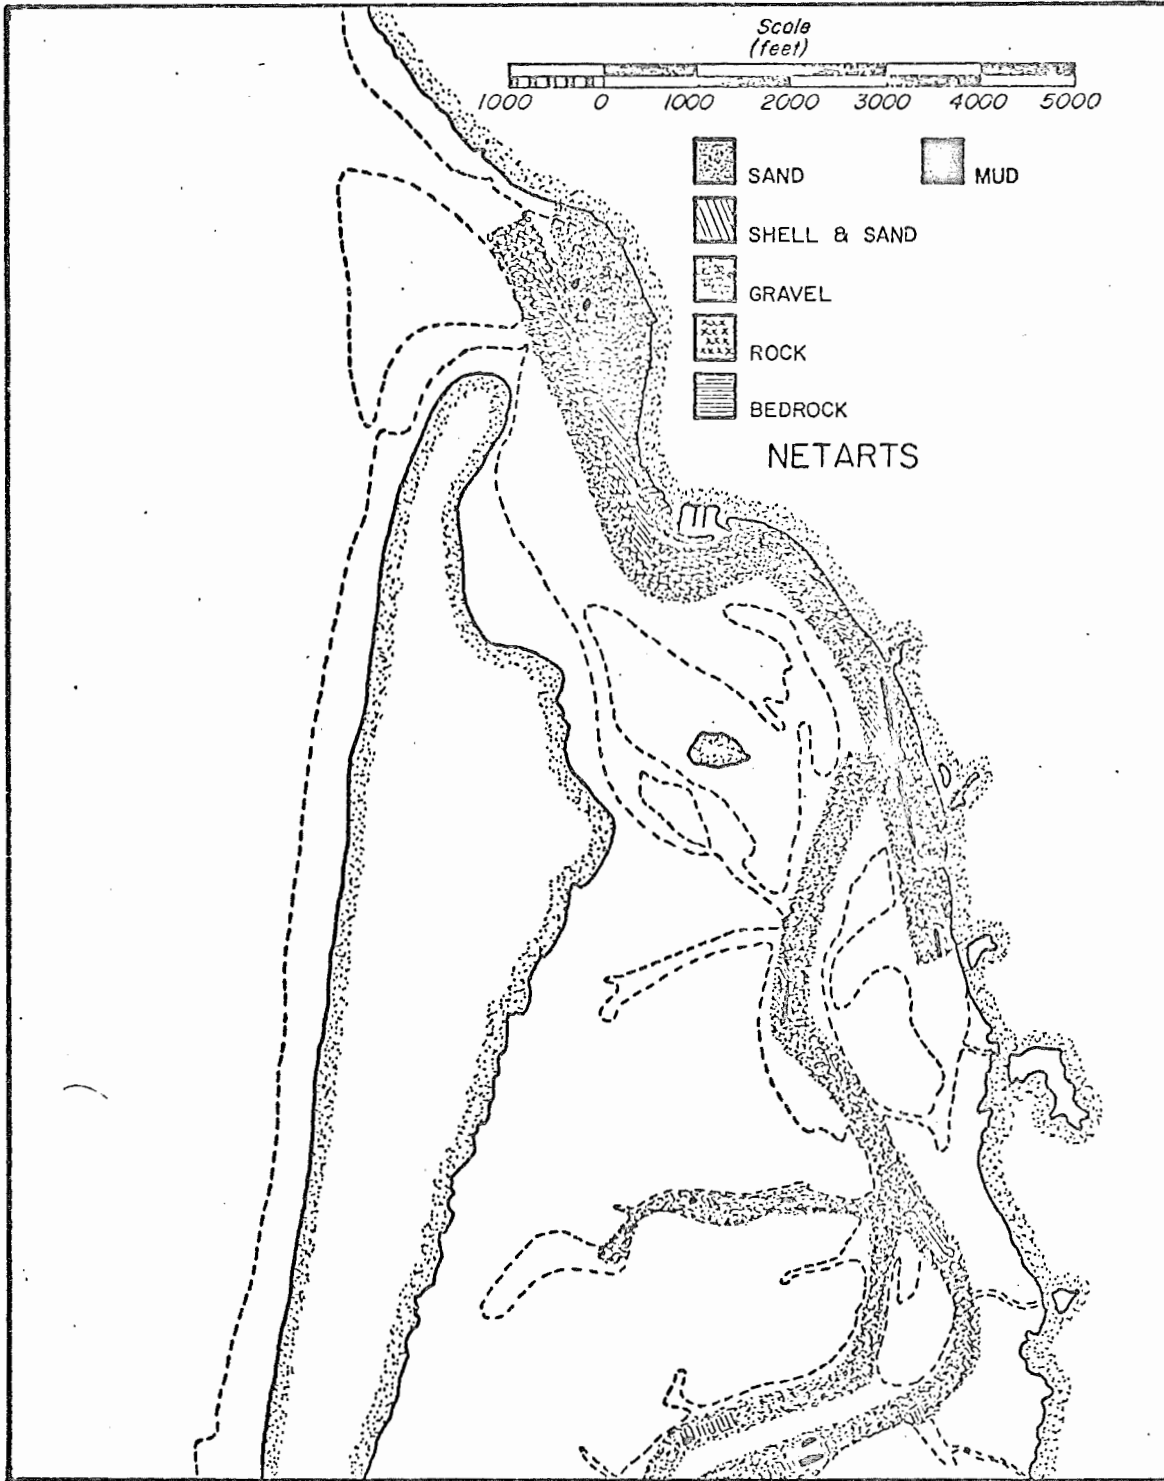 Scale
(feet)
1000 0 1000 2000 3000 4000 5000
SAND MUD
SHELL & SAND
GRAVEL
ROCK
BEDROCK
NETARTS